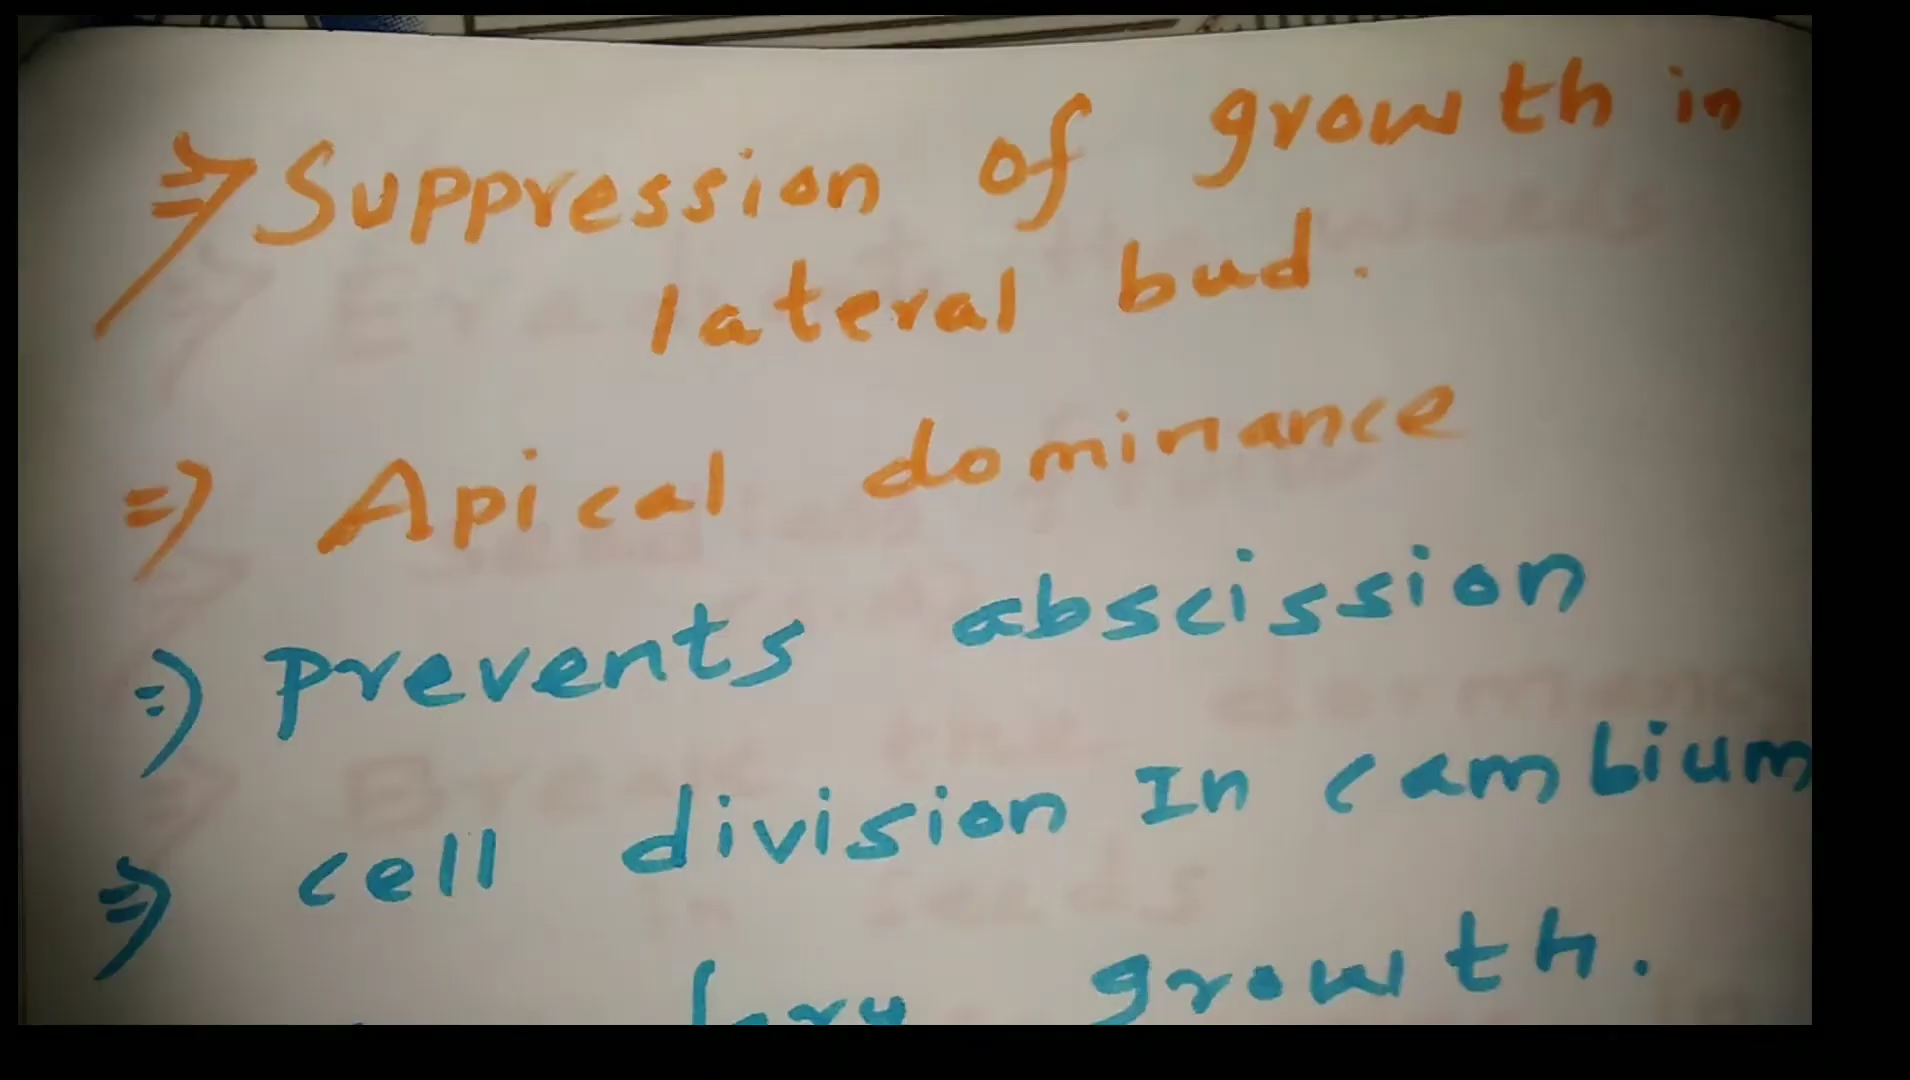 ⇒ Suppression of growth in
lateral bud.
⇒ Apical dominance
⇒ Prevents abscission
⇒ cell division In cambium
growth.